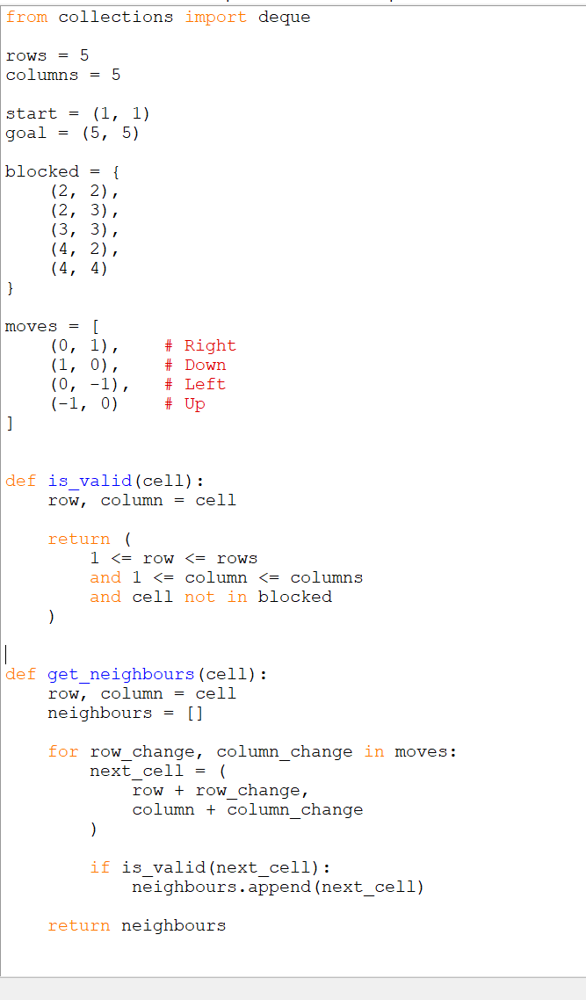 from collections import deque

rows = 5
columns = 5

start = (1, 1)
goal = (5, 5)

blocked = {
    (2, 2),
    (2, 3),
    (3, 3),
    (4, 2),
    (4, 4)
}

moves = [
    (0, 1),    # Right
    (1, 0),    # Down
    (0, -1),   # Left
    (-1, 0)    # Up
]


def is_valid(cell):
    row, column = cell

    return (
        1 <= row <= rows
        and 1 <= column <= columns
        and cell not in blocked
    )


def get_neighbours(cell):
    row, column = cell
    neighbours = []

    for row_change, column_change in moves:
        next_cell = (
            row + row_change,
            column + column_change
        )

        if is_valid(next_cell):
            neighbours.append(next_cell)

    return neighbours